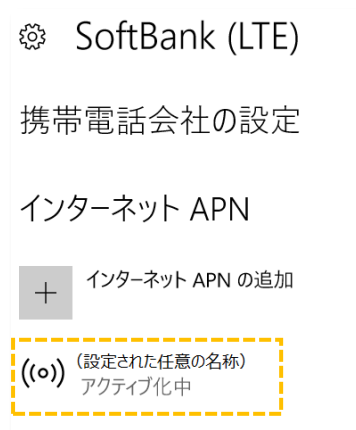 SoftBank (LTE)
携帯電話会社の設定
インターネット APN
インターネット APN の追加
(設定された任意の名称)
アクティブ化中